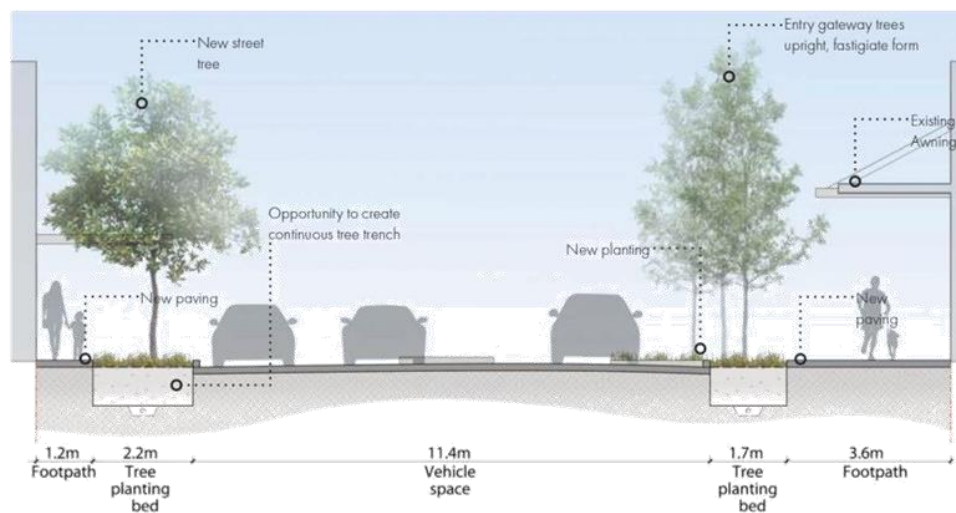 New street
tree
Entry gateway trees
upright, fastigiate form
Existing
Awning
Opportunity to create
continuous tree trench
New planting
New paving
New
paving
1.2m
Footpath
2.2m
Tree
planting
bed
11.4m
Vehicle
space
1.7m
Tree
planting
bed
3.6m
Footpath